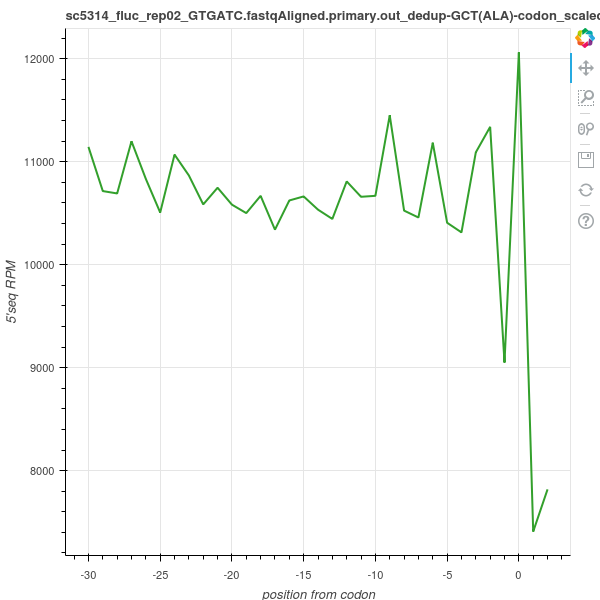 sc5314_fluc_rep02_GTGATC.fastqAligned.primary.out_dedup-GCT(ALA)-codon_scaled
12000
11000
10000
9000
8000
5'seq RPM
-30 -25 -20 -15 -10 -5 0
position from codon